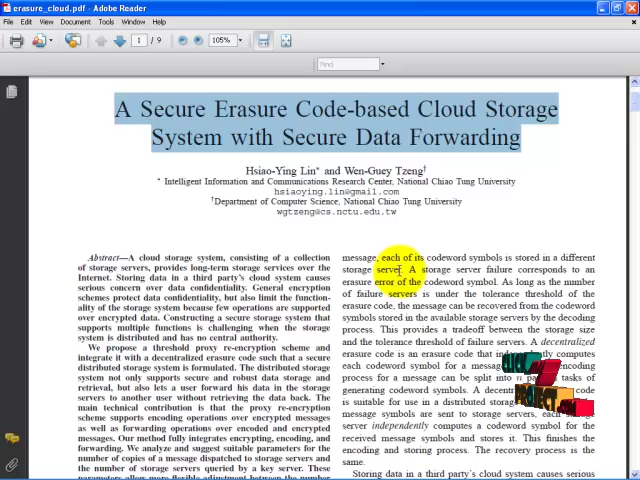 erasure_cloud.pdf - Adobe Reader
File Edit View Document Tools Window Help
1 / 9 105%
Find
A Secure Erasure Code-based Cloud Storage
System with Secure Data Forwarding
Hsiao-Ying Lin* and Wen-Guey Tzeng†
* Intelligent Information and Communications Research Center, National Chiao Tung University
hsiaoying.lin@gmail.com
†Department of Computer Science, National Chiao Tung University
wgtzeng@cs.nctu.edu.tw
Abstract—A cloud storage system, consisting of a collection
of storage servers, provides long-term storage services over the
Internet. Storing data in a third party's cloud system causes
serious concern over data confidentiality. General encryption
schemes protect data confidentiality, but also limit the function-
ality of the storage system because few operations are supported
over encrypted data. Constructing a secure storage system that
supports multiple functions is challenging when the storage
system is distributed and has no central authority.
We propose a threshold proxy re-encryption scheme and
integrate it with a decentralized erasure code such that a secure
distributed storage system is formulated. The distributed storage
system not only supports secure and robust data storage and
retrieval, but also lets a user forward his data in the storage
servers to another user without retrieving the data back. The
main technical contribution is that the proxy re-encryption
scheme supports encoding operations over encrypted messages
as well as forwarding operations over encoded and encrypted
messages. Our method fully integrates encrypting, encoding, and
forwarding. We analyze and suggest suitable parameters for the
number of copies of a message dispatched to storage servers and
the number of storage servers queried by a key server. These
parameters allow more flexible adjustment between the number
message, each of its codeword symbols is stored in a different
storage server. A storage server failure corresponds to an
erasure error of the codeword symbol. As long as the number
of failure servers is under the tolerance threshold of the
erasure code, the message can be recovered from the codeword
symbols stored in the available storage servers by the decoding
process. This provides a tradeoff between the storage size
and the tolerance threshold of failure servers. A decentralized
erasure code is an erasure code that independently computes
each codeword symbol for a message encoding
process for a message can be split into n pa tasks of
generating codeword symbols. A decent
is suitable for use in a distributed storag
message symbols are sent to storage servers, each
server independently computes a codeword symbol for the
received message symbols and stores it. This finishes the
encoding and storing process. The recovery process is the
same.
Storing data in a third party's cloud system causes serious
CLICK
MY
PROJECT.COM